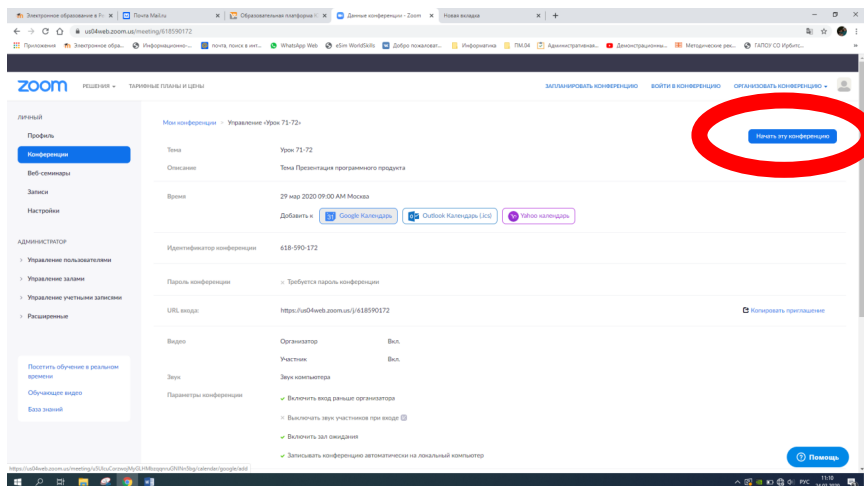 Электронное образование в Г
Почта Mail.ru
Образовательная платформа
Данные конференции - Zoom
Новая вкладка
us04web.zoom.us/meeting/618590172
Приложения
Электронное обра...
Информационно-...
почта, поиск в инт...
WhatsApp Web
eSim WorldSkills
Добро пожаловат...
Информатика
ПМ.04
Административная...
Демонстрационны...
Методические рек...
ГАПОУ СО Ирбитс...
zoom
РЕШЕНИЯ
ТАРИФНЫЕ ПЛАНЫ И ЦЕНЫ
ЗАПЛАНИРОВАТЬ КОНФЕРЕНЦИЮ
ВОЙТИ В КОНФЕРЕНЦИЮ
ОРГАНИЗОВАТЬ КОНФЕРЕНЦИЮ
ЛИЧНЫЙ
Профиль
Конференции
Веб-семинары
Записи
Настройки
АДМИНИСТРАТОР
Управление пользователями
Управление залами
Управление учетными записями
Расширенные
Посетить обучение в реальном
времени
Обучающее видео
База знаний
Мои конференции > Управление «Урок 71-72»
Начать эту конференцию
Тема Урок 71-72
Описание Тема Презентация программного продукта
Время 29 мар 2020 09:00 AM Москва
Добавить к Google Календарь Outlook Календарь (.ics) Yahoo календарь
Идентификатор конференции 618-590-172
Пароль конференции × Требуется пароль конференции
URL входа: https://us04web.zoom.us/j/618590172 Копировать приглашение
Видео Организатор Вкл.
Участник Вкл.
Звук Звук компьютера
Параметры конференции ✓ Включить вход раньше организатора
× Выключать звук участников при входе
✓ Включить зал ожидания
✓ Записывать конференцию автоматически на локальный компьютер
Помощь
РУС
11:10